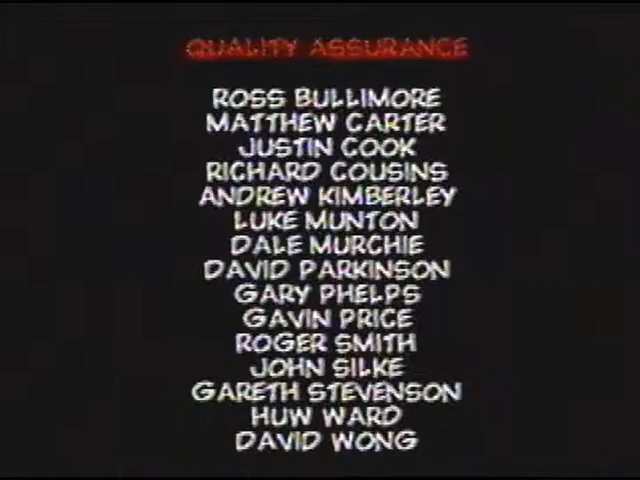 QUALITY ASSURANCE
ROSS BULLIMORE
MATTHEW CARTER
JUSTIN COOK
RICHARD COUSINS
ANDREW KIMBERLEY
LUKE MUNTON
DALE MURCHIE
DAVID PARKINSON
GARY PHELPS
GAVIN PRICE
ROGER SMITH
JOHN SILKE
GARETH STEVENSON
HUW WARD
DAVID WONG